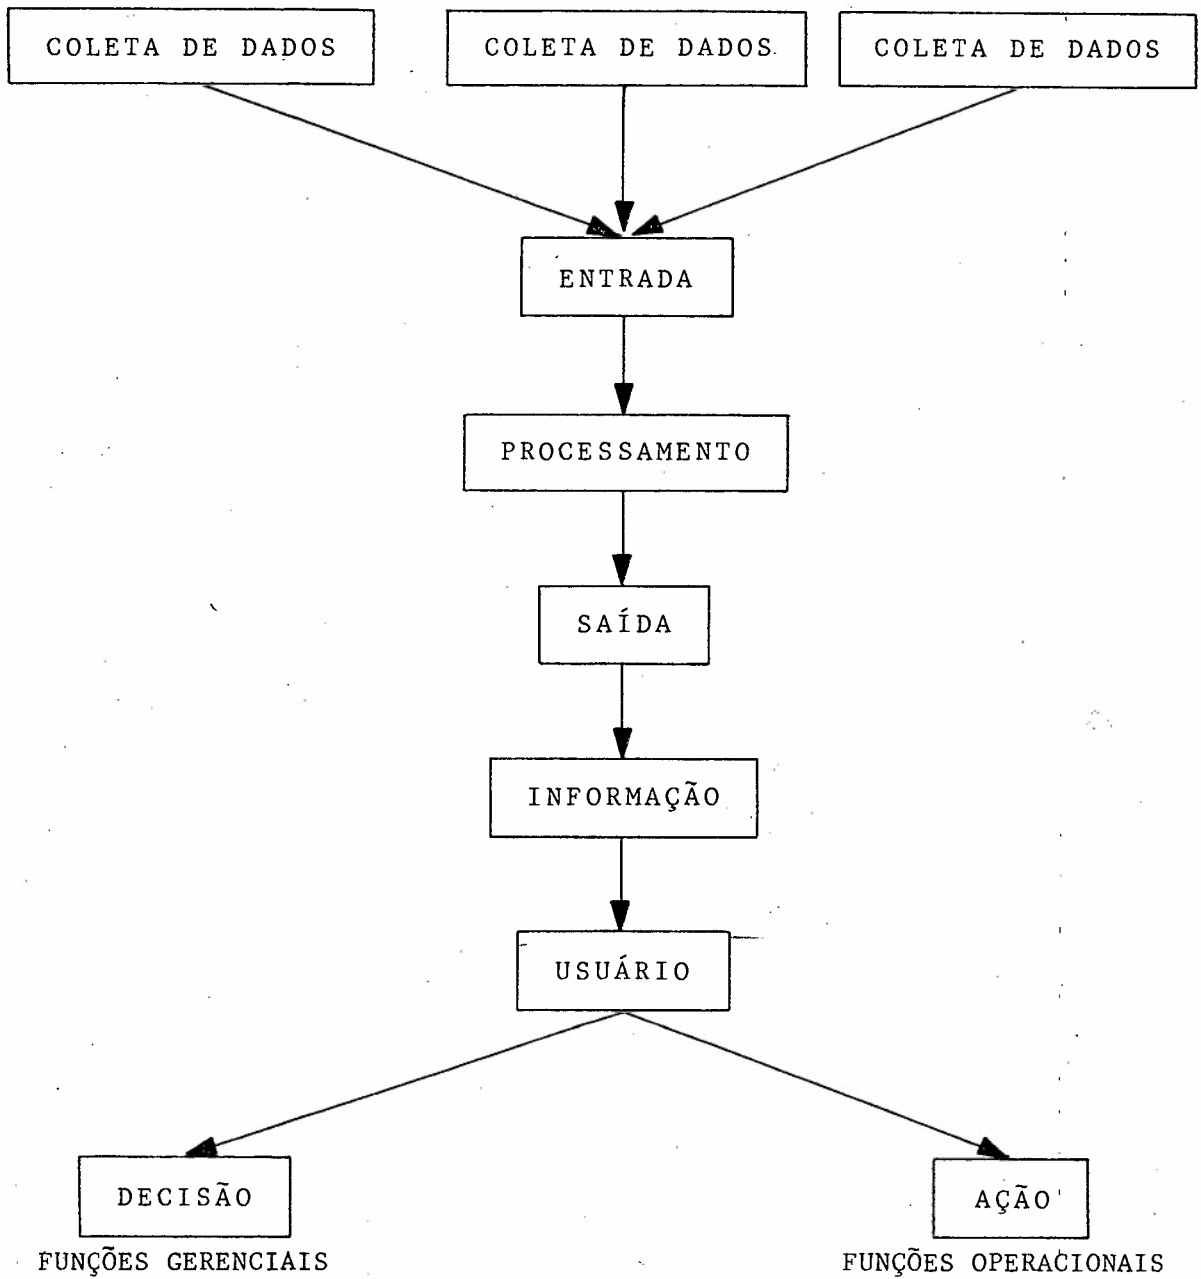 COLETA DE DADOS
COLETA DE DADOS
COLETA DE DADOS
ENTRADA
PROCESSAMENTO
SAÍDA
INFORMAÇÃO
USUÁRIO
DECISÃO
AÇÃO
FUNÇÕES GERENCIAIS
FUNÇÕES OPERACIONAIS